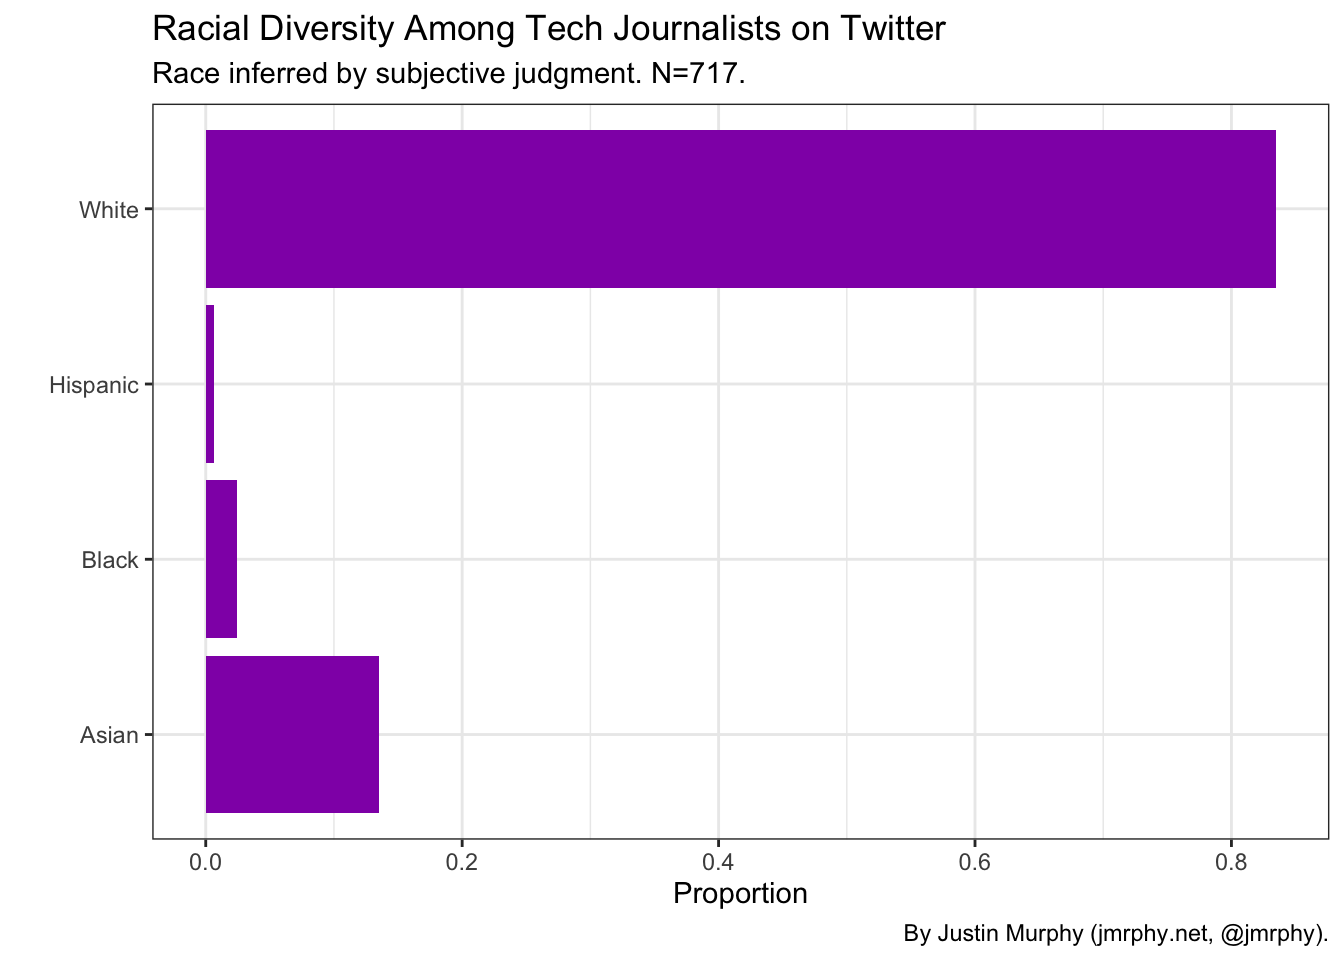 Racial Diversity Among Tech Journalists on Twitter
Race inferred by subjective judgment. N=717.
White
Hispanic
Black
Asian
0.0 0.2 0.4 0.6 0.8
Proportion
By Justin Murphy (jmrphy.net, @jmrphy).